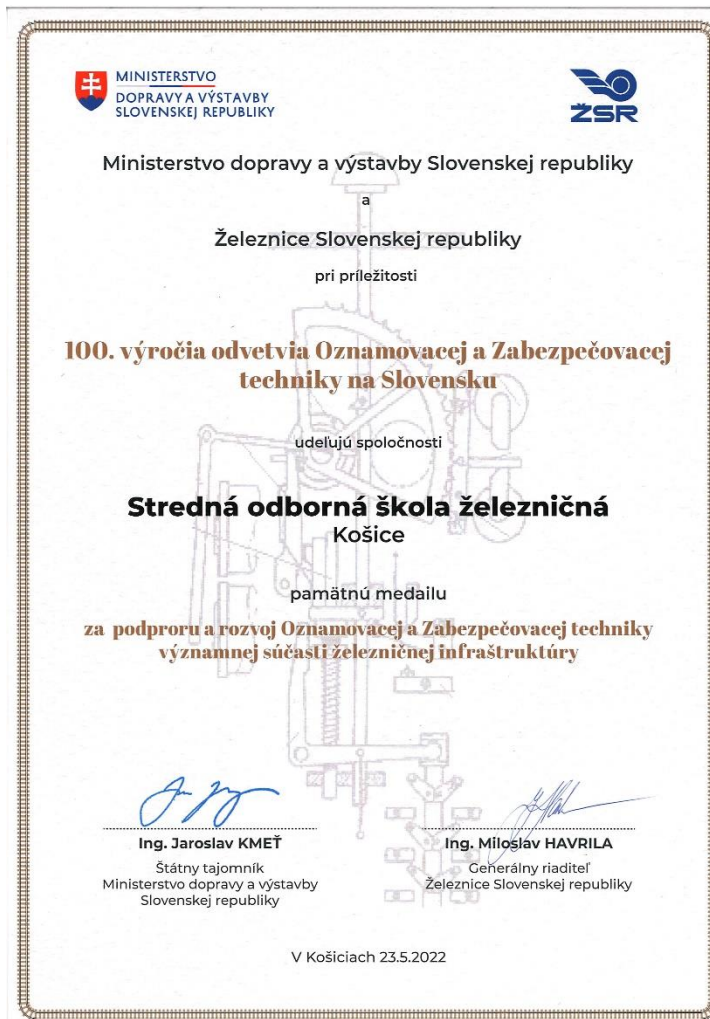 MINISTERSTVO
DOPRAVY A VÝSTAVBY
SLOVENSKEJ REPUBLIKY
ŽSR
Ministerstvo dopravy a výstavby Slovenskej republiky
a
Železnice Slovenskej republiky
pri príležitosti
100. výročia odvetvia Oznamovacej a Zabezpečovacej
techniky na Slovensku
udeľujú spoločnosti
Stredná odborná škola železničná
Košice
pamätnú medailu
za podproru a rozvoj Oznamovacej a Zabezpečovacej techniky
významnej súčasti železničnej infraštruktúry
Ing. Jaroslav KMEŤ
Štátny tajomník
Ministerstvo dopravy a výstavby
Slovenskej republiky
Ing. Miloslav HAVRILA
Generálny riaditeľ
Železnice Slovenskej republiky
V Košiciach 23.5.2022